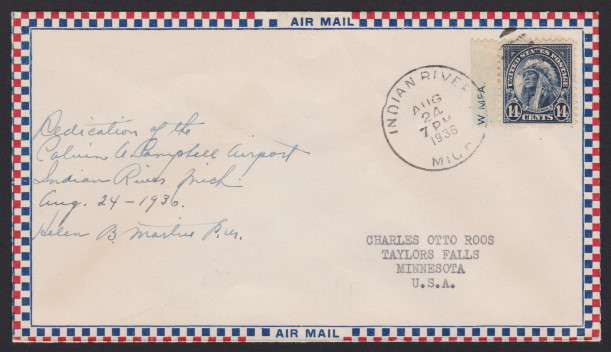 AIR MAIL
INDIAN RIVER
AUG
24
7 PM
1936
MICH
UNITED STATES POSTAGE
14 CENTS 14
Dedication of the
Calvin A. Campbell Airport
Indian River Mich
Aug. 24-1936.
Helen B. P.M.
CHARLES OTTO ROOS
TAYLORS FALLS
MINNESOTA
U.S.A.
AIR MAIL